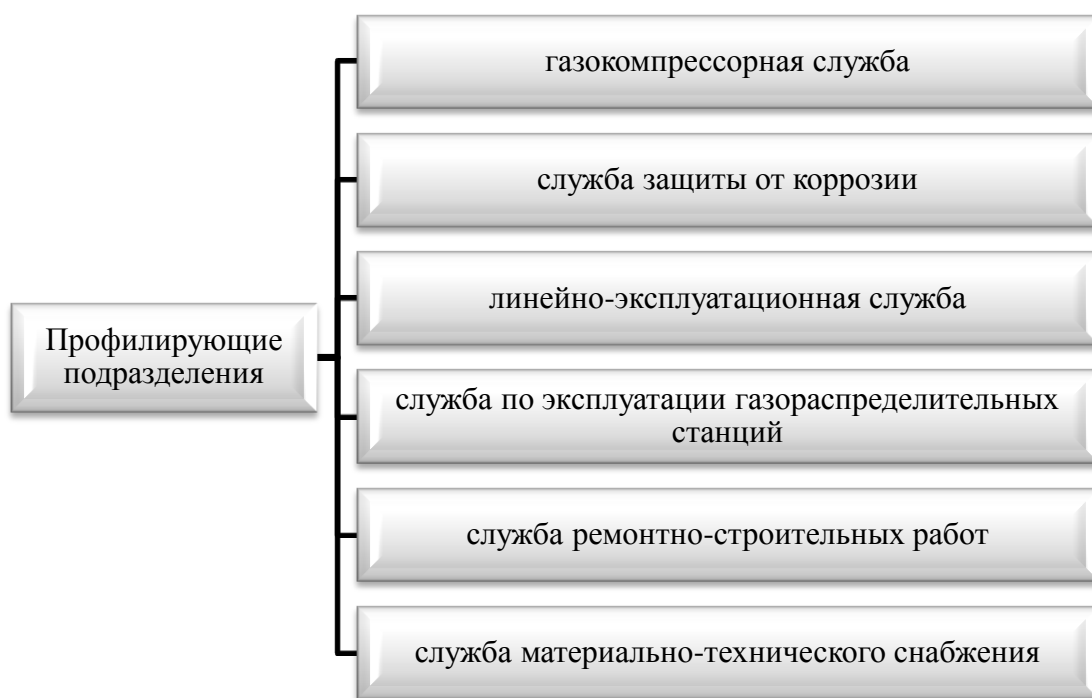 газокомпрессорная служба
служба защиты от коррозии
линейно-эксплуатационная служба
Профилирующие
подразделения
служба по эксплуатации газораспределительных
станций
служба ремонтно-строительных работ
служба материально-технического снабжения